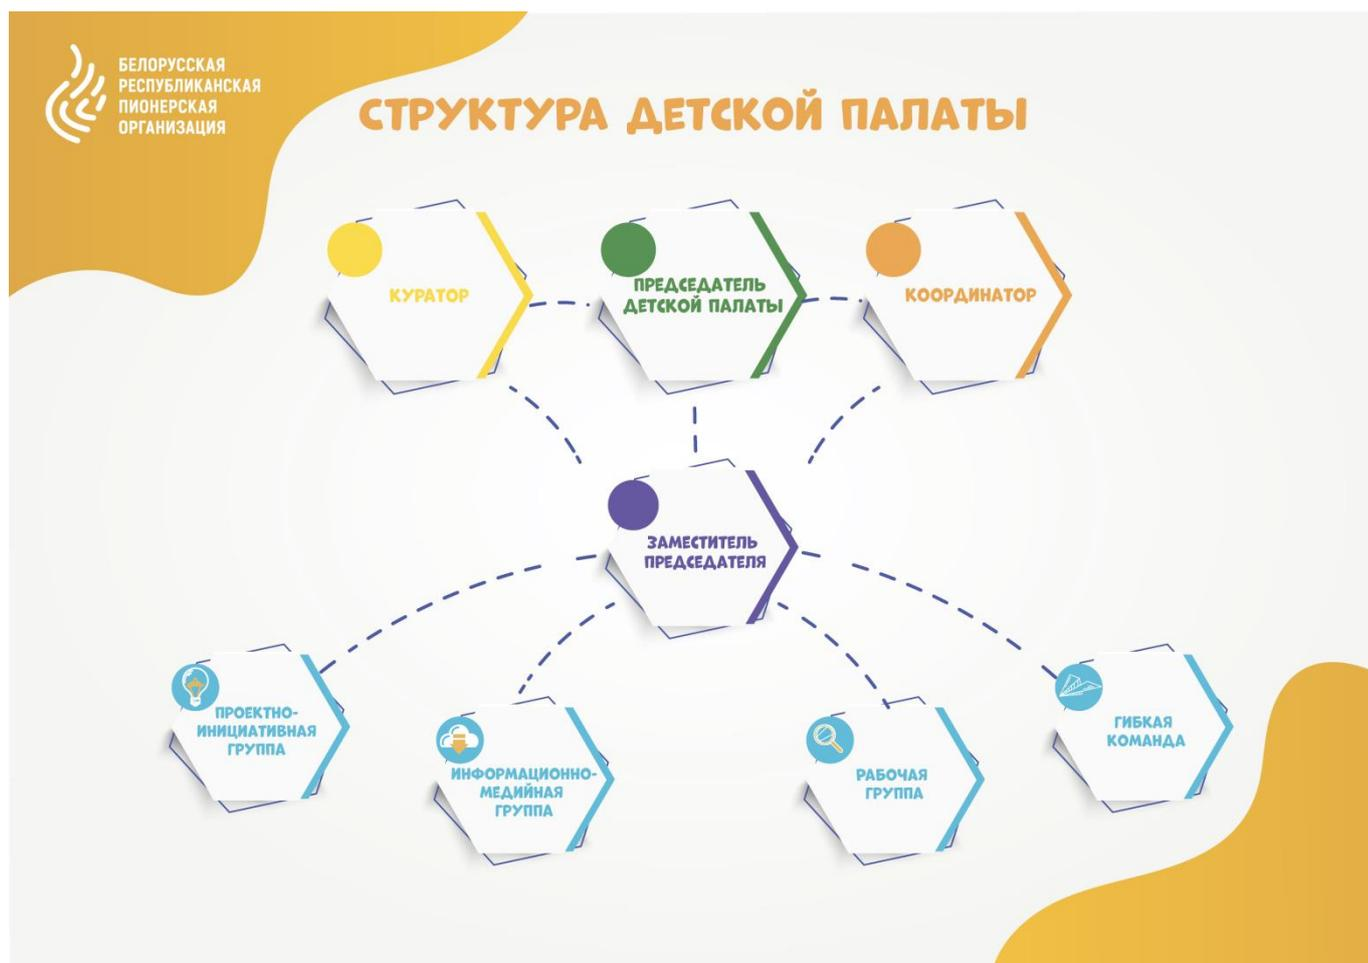 БЕЛОРУССКАЯ
РЕСПУБЛИКАНСКАЯ
ПИОНЕРСКАЯ
ОРГАНИЗАЦИЯ
СТРУКТУРА ДЕТСКОЙ ПАЛАТЫ
КУРАТОР
ПРЕДСЕДАТЕЛЬ
ДЕТСКОЙ ПАЛАТЫ
КООРДИНАТОР
ЗАМЕСТИТЕЛЬ
ПРЕДСЕДАТЕЛЯ
ПРОЕКТНО-
ИНИЦИАТИВНАЯ
ГРУППА
ИНФОРМАЦИОННО-
МЕДИЙНАЯ
ГРУППА
РАБОЧАЯ
ГРУППА
ГИБКАЯ
КОМАНДА